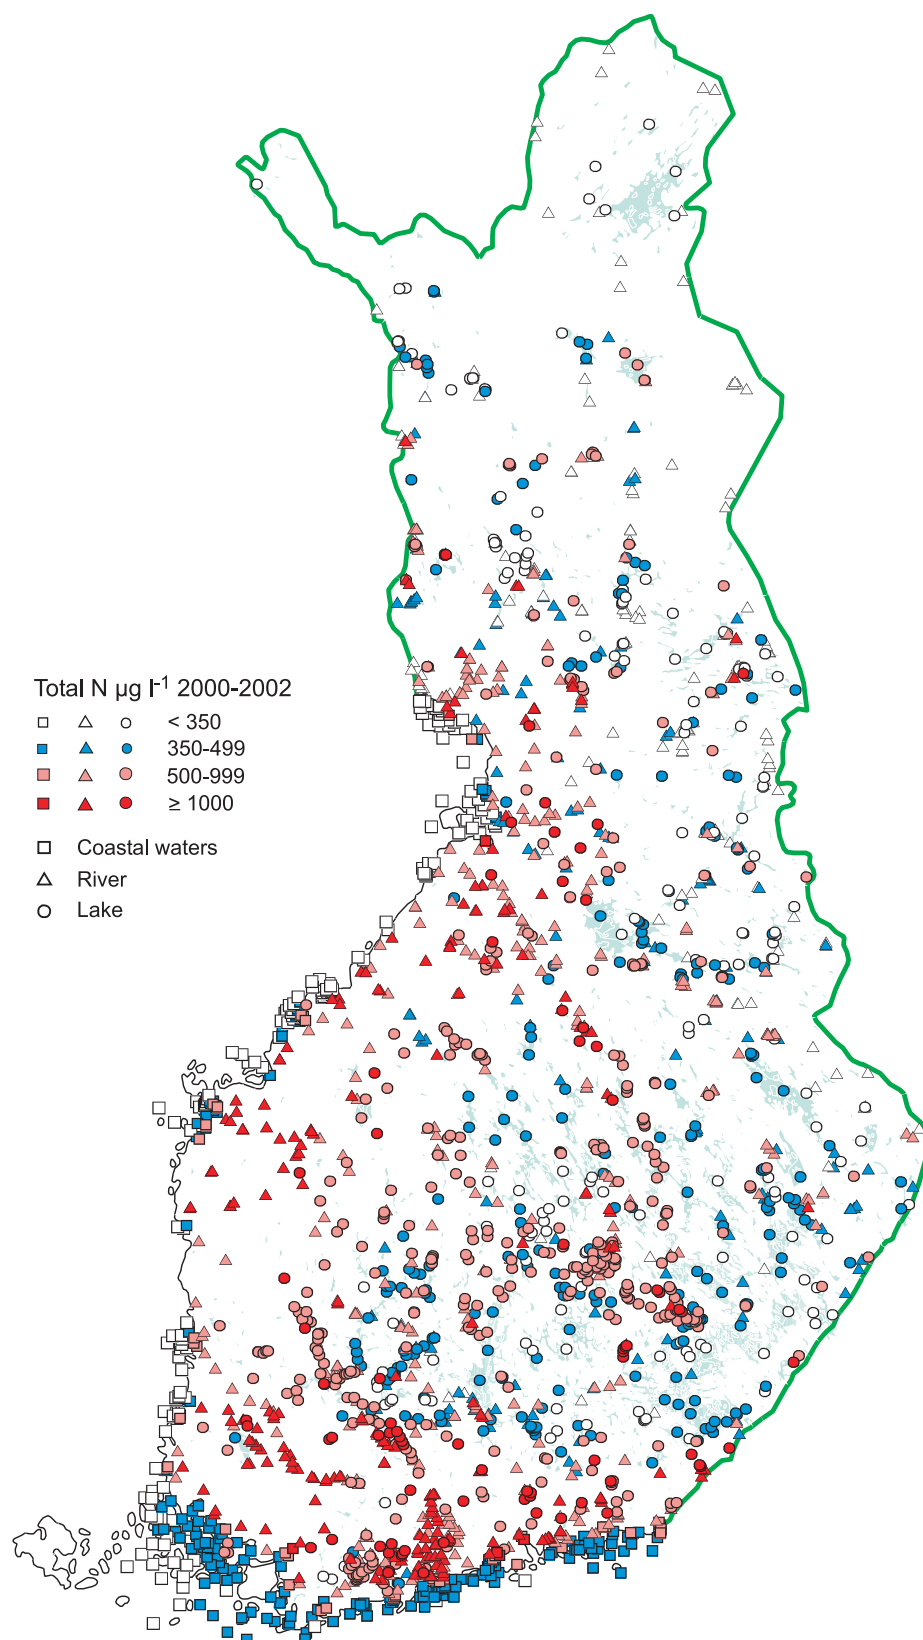 Total N µg l⁻¹ 2000-2002
< 350
350-499
500-999
≥ 1000
Coastal waters
River
Lake